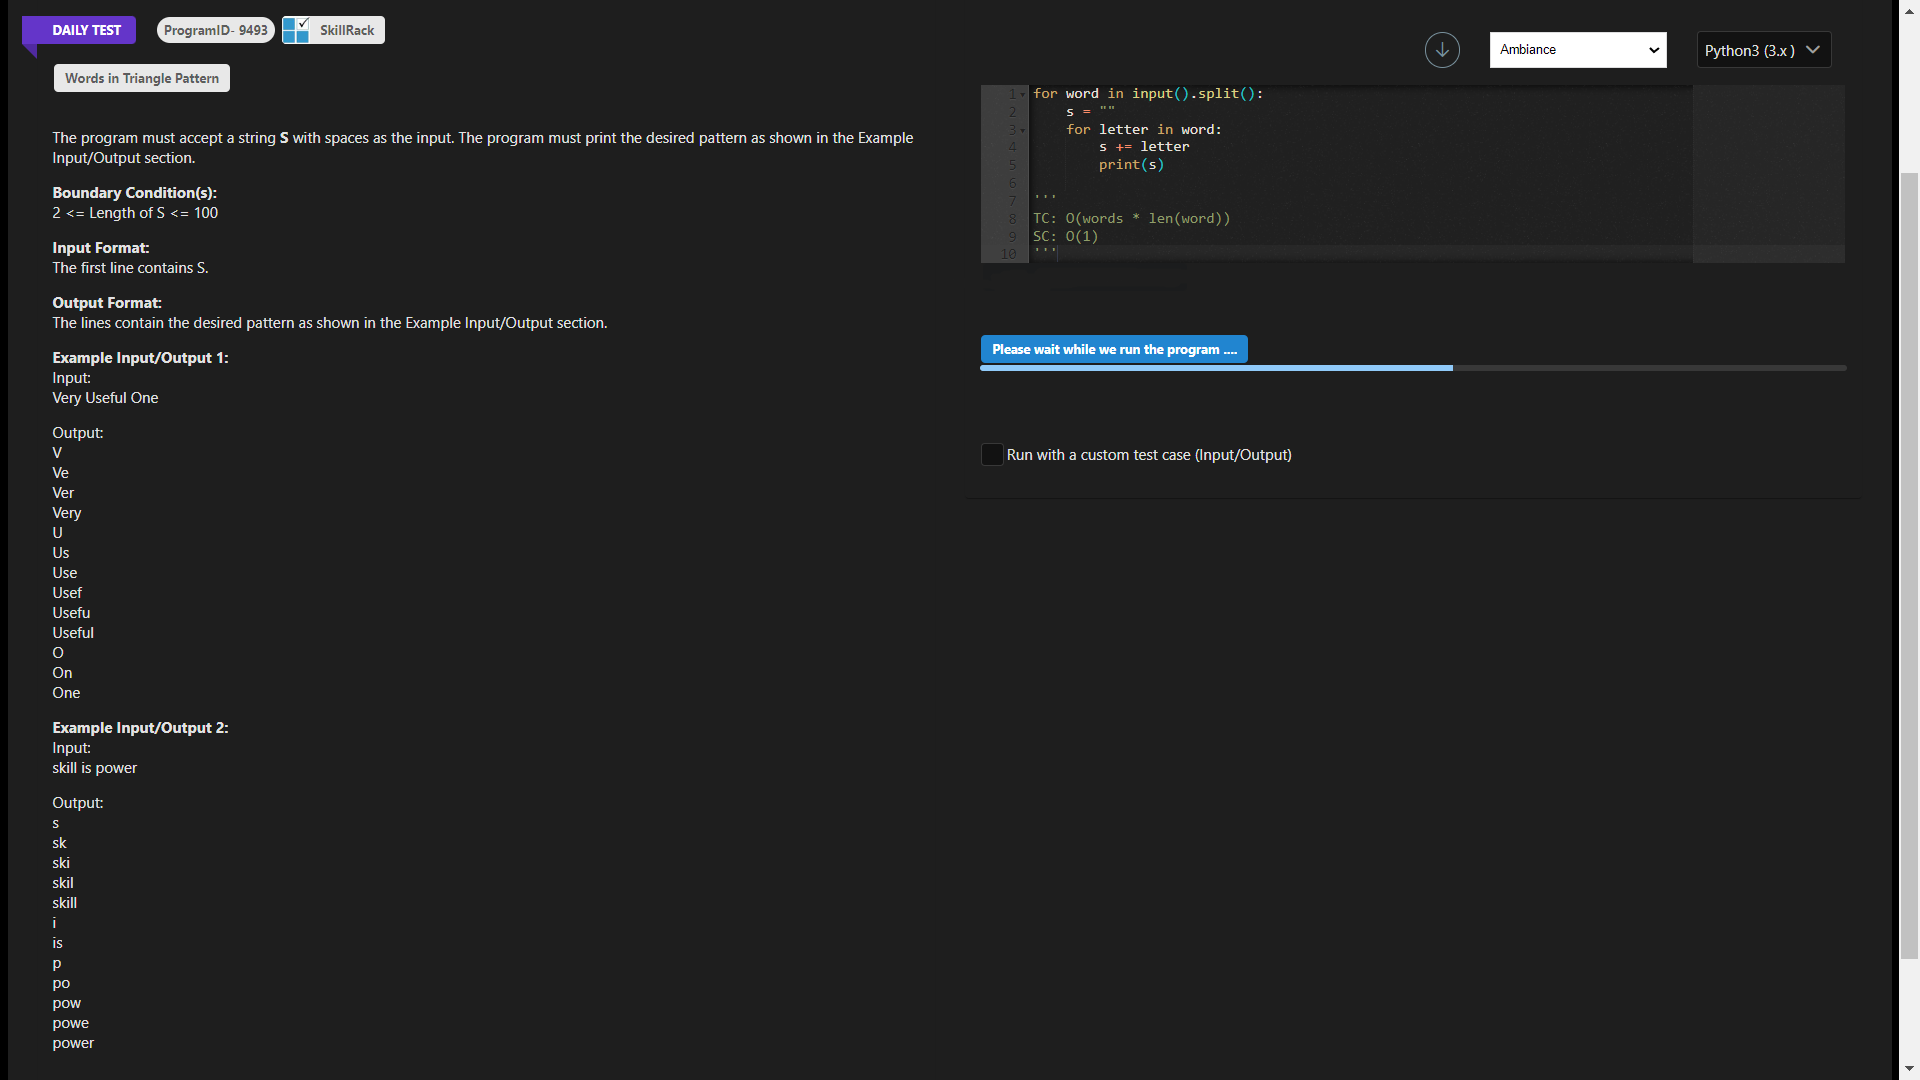 DAILY TEST
ProgramID- 9493
SkillRack
Words in Triangle Pattern
The program must accept a string S with spaces as the input. The program must print the desired pattern as shown in the Example
Input/Output section.
Boundary Condition(s):
2 <= Length of S <= 100
Input Format:
The first line contains S.
Output Format:
The lines contain the desired pattern as shown in the Example Input/Output section.
Example Input/Output 1:
Input:
Very Useful One
Output:
V
Ve
Ver
Very
U
Us
Use
Usef
Usefu
Useful
O
On
One
Example Input/Output 2:
Input:
skill is power
Output:
s
sk
ski
skil
skill
i
is
p
po
pow
powe
power
Ambiance
Python3 (3.x )
1 for word in input().split():
2     s = ""
3     for letter in word:
4         s += letter
5         print(s)
6
7 '''
8 TC: O(words * len(word))
9 SC: O(1)
10 '''
Please wait while we run the program ....
Run with a custom test case (Input/Output)